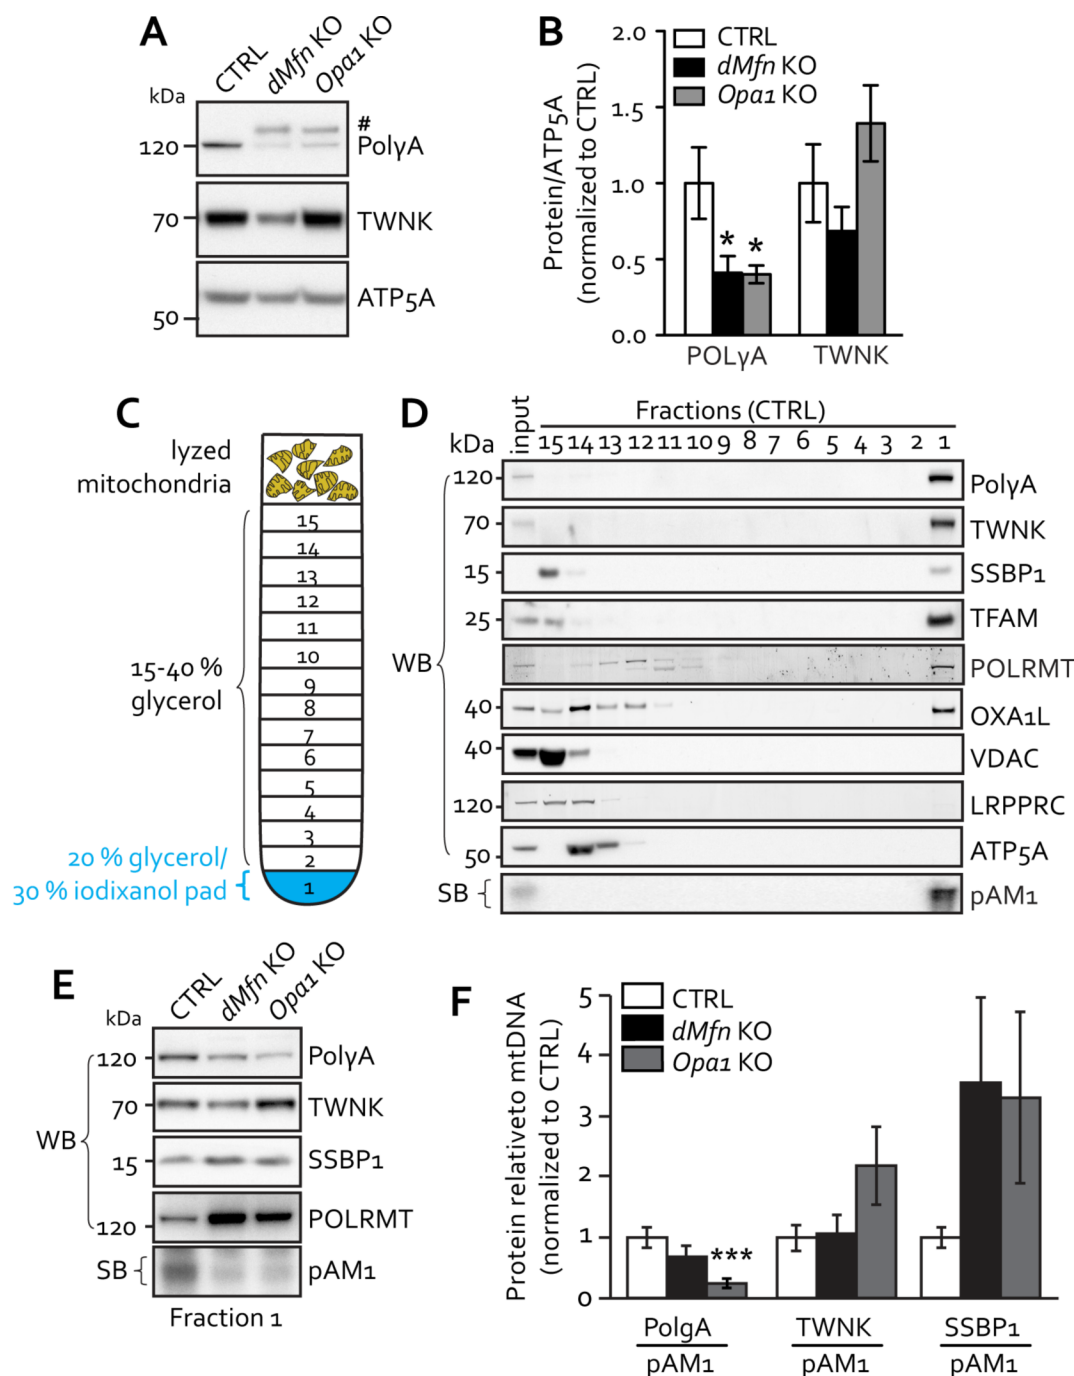 A
CTRL
dMfn KO
Opa1 KO
kDa
#
120
PolγA
70
TWNK
ATP5A
50
B
CTRL
dMfn KO
Opa1 KO
Protein/ATP5A
(normalized to CTRL)
2.0
1.5
1.0
0.5
0.0
*
*
POLγA
TWNK
C
lyzed
mitochondria
15
14
13
12
11
10
9
8
7
6
5
4
3
2
1
15-40 %
glycerol
20 % glycerol/
30 % iodixanol pad
D
Fractions (CTRL)
kDa
input
15 14 13 12 11 10 9 8 7 6 5 4 3 2 1
WB
120
PolγA
70
TWNK
15
SSBP1
25
TFAM
POLRMT
40
OXA1L
40
VDAC
120
LRPPRC
50
ATP5A
SB
pAM1
E
CTRL
dMfn KO
Opa1 KO
kDa
WB
120
PolγA
70
TWNK
15
SSBP1
120
POLRMT
SB
pAM1
Fraction 1
F
CTRL
dMfn KO
Opa1 KO
Protein relativeto mtDNA
(normalized to CTRL)
5
4
3
2
1
0
***
PolgA
pAM1
TWNK
pAM1
SSBP1
pAM1